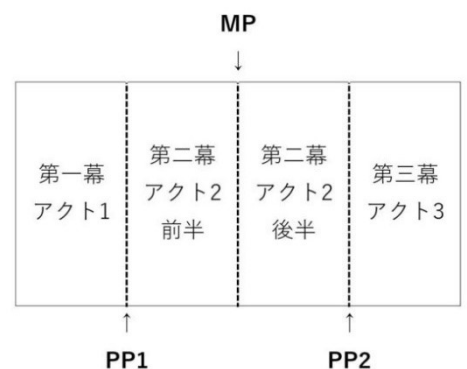 MP
↓
第一幕
アクト1
第二幕
アクト2
前半
第二幕
アクト2
後半
第三幕
アクト3
↑
↑
PP1
PP2